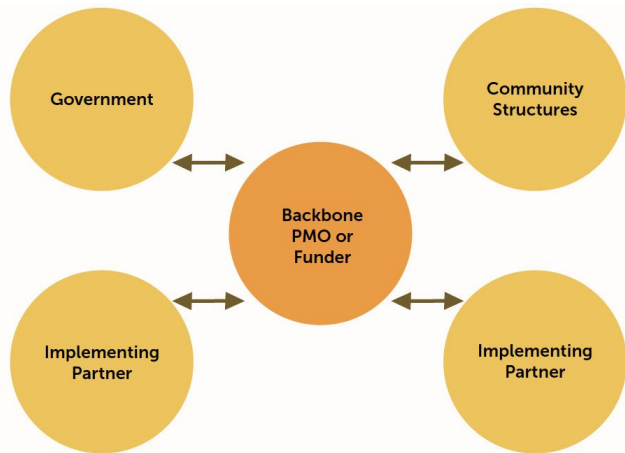 Government
Community
Structures
Backbone
PMO or
Funder
Implementing
Partner
Implementing
Partner